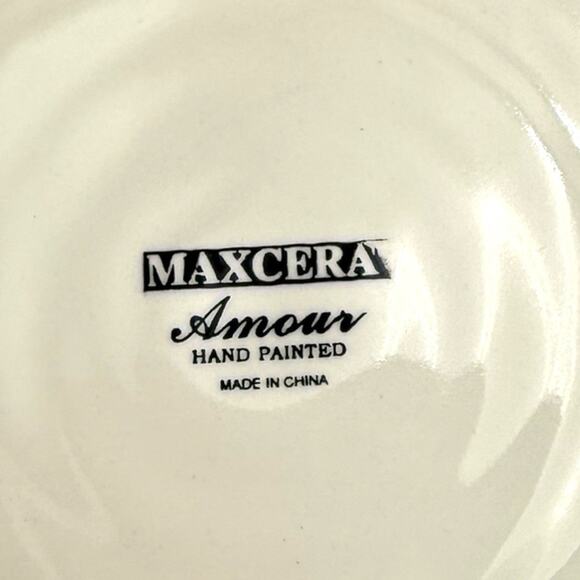 MAXCERA
Amour
HAND PAINTED
MADE IN CHINA